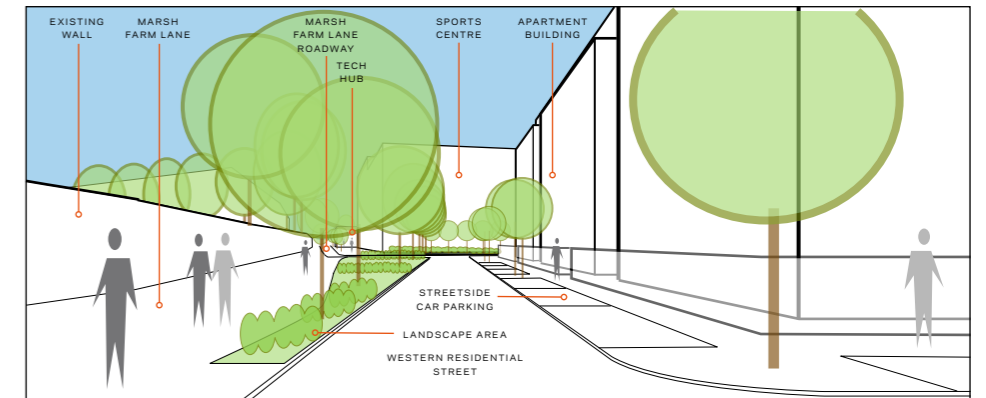 EXISTING
WALL
MARSH
FARM LANE
MARSH
FARM LANE
ROADWAY
TECH
HUB
SPORTS
CENTRE
APARTMENT
BUILDING
STREETSIDE
CAR PARKING
LANDSCAPE AREA
WESTERN RESIDENTIAL
STREET